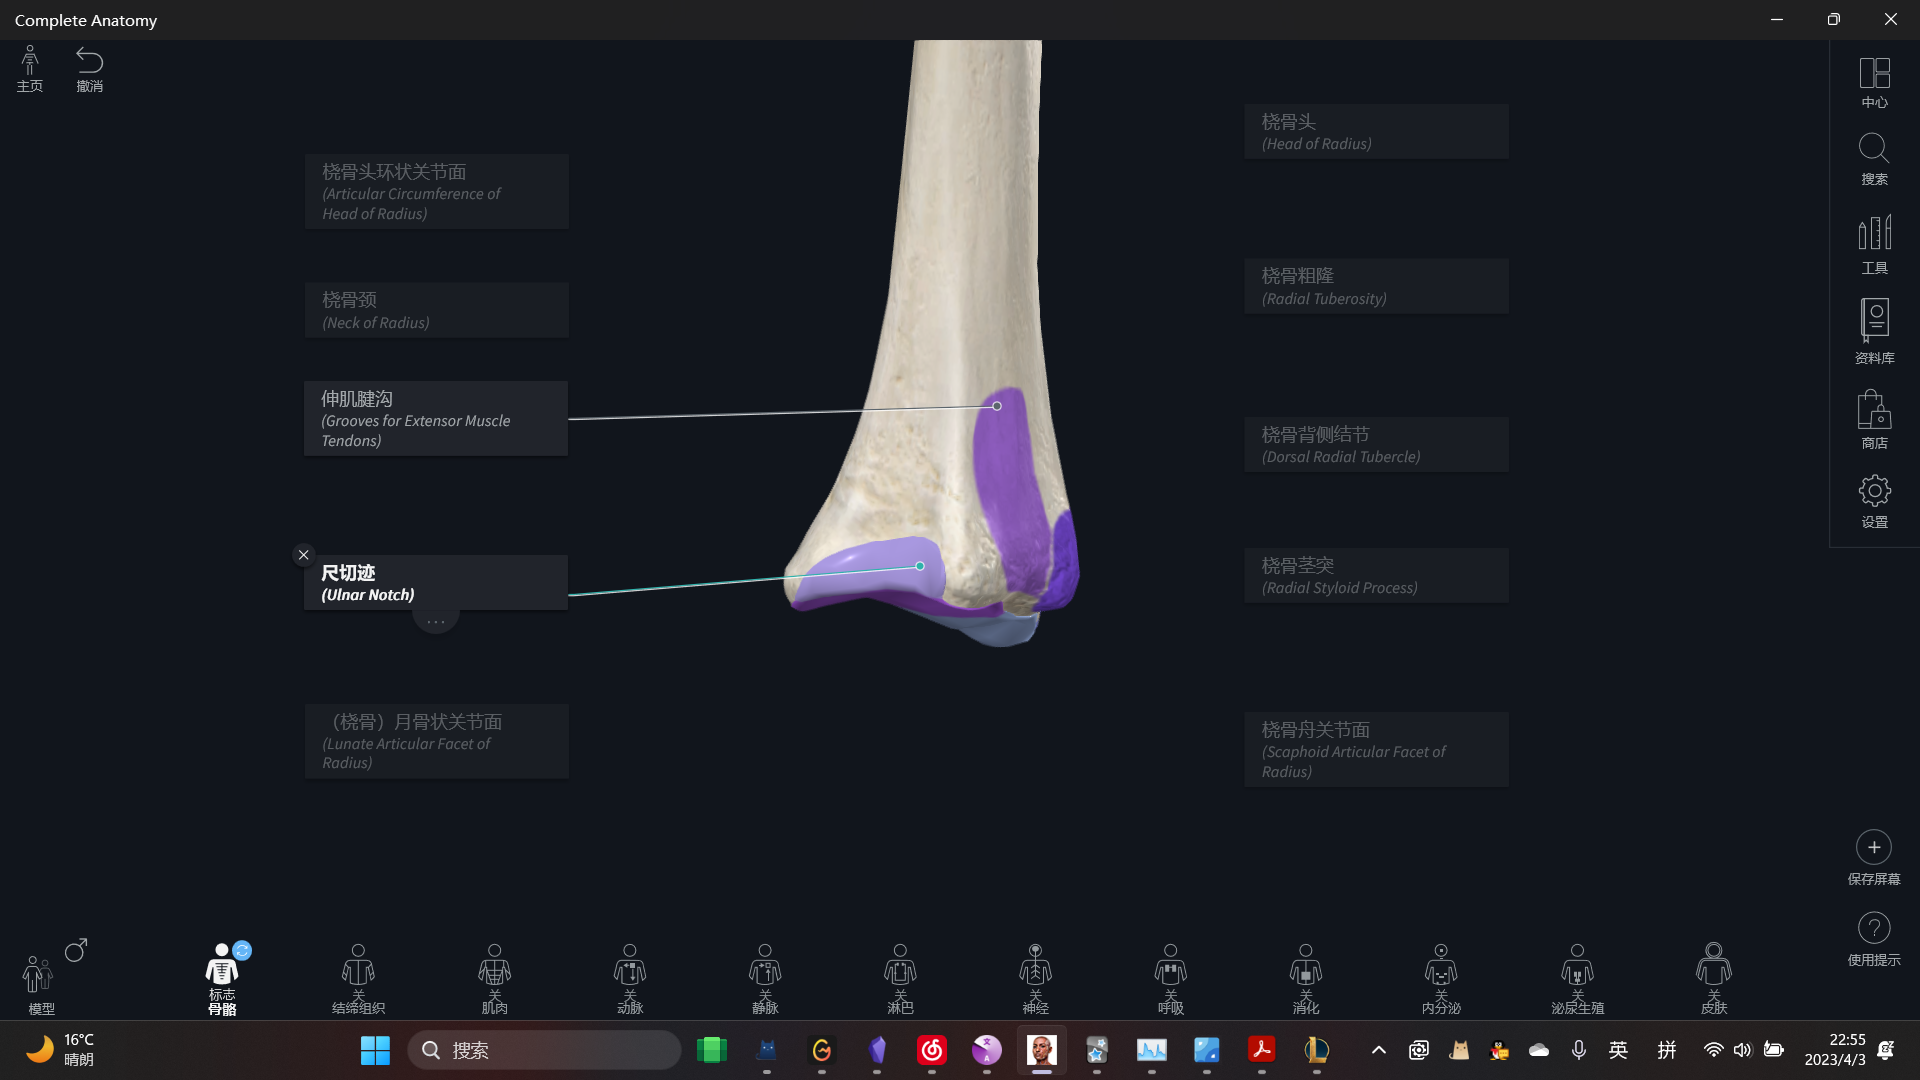 Complete Anatomy
主页
撤消
桡骨头环状关节面
(Articular Circumference of
Head of Radius)
桡骨颈
(Neck of Radius)
伸肌腱沟
(Grooves for Extensor Muscle
Tendons)
尺切迹
(Ulnar Notch)
...
（桡骨）月骨状关节面
(Lunate Articular Facet of
Radius)
桡骨头
(Head of Radius)
桡骨粗隆
(Radial Tuberosity)
桡骨背侧结节
(Dorsal Radial Tubercle)
桡骨茎突
(Radial Styloid Process)
桡骨舟关节面
(Scaphoid Articular Facet of
Radius)
中心
搜索
工具
资料库
商店
设置
保存屏幕
使用提示
模型
标志
骨骼
关
结缔组织
关
肌肉
关
动脉
关
静脉
关
淋巴
关
神经
关
呼吸
关
消化
关
内分泌
关
泌尿生殖
关
皮肤
16°C
晴朗
搜索
英
拼
22:55
2023/4/3